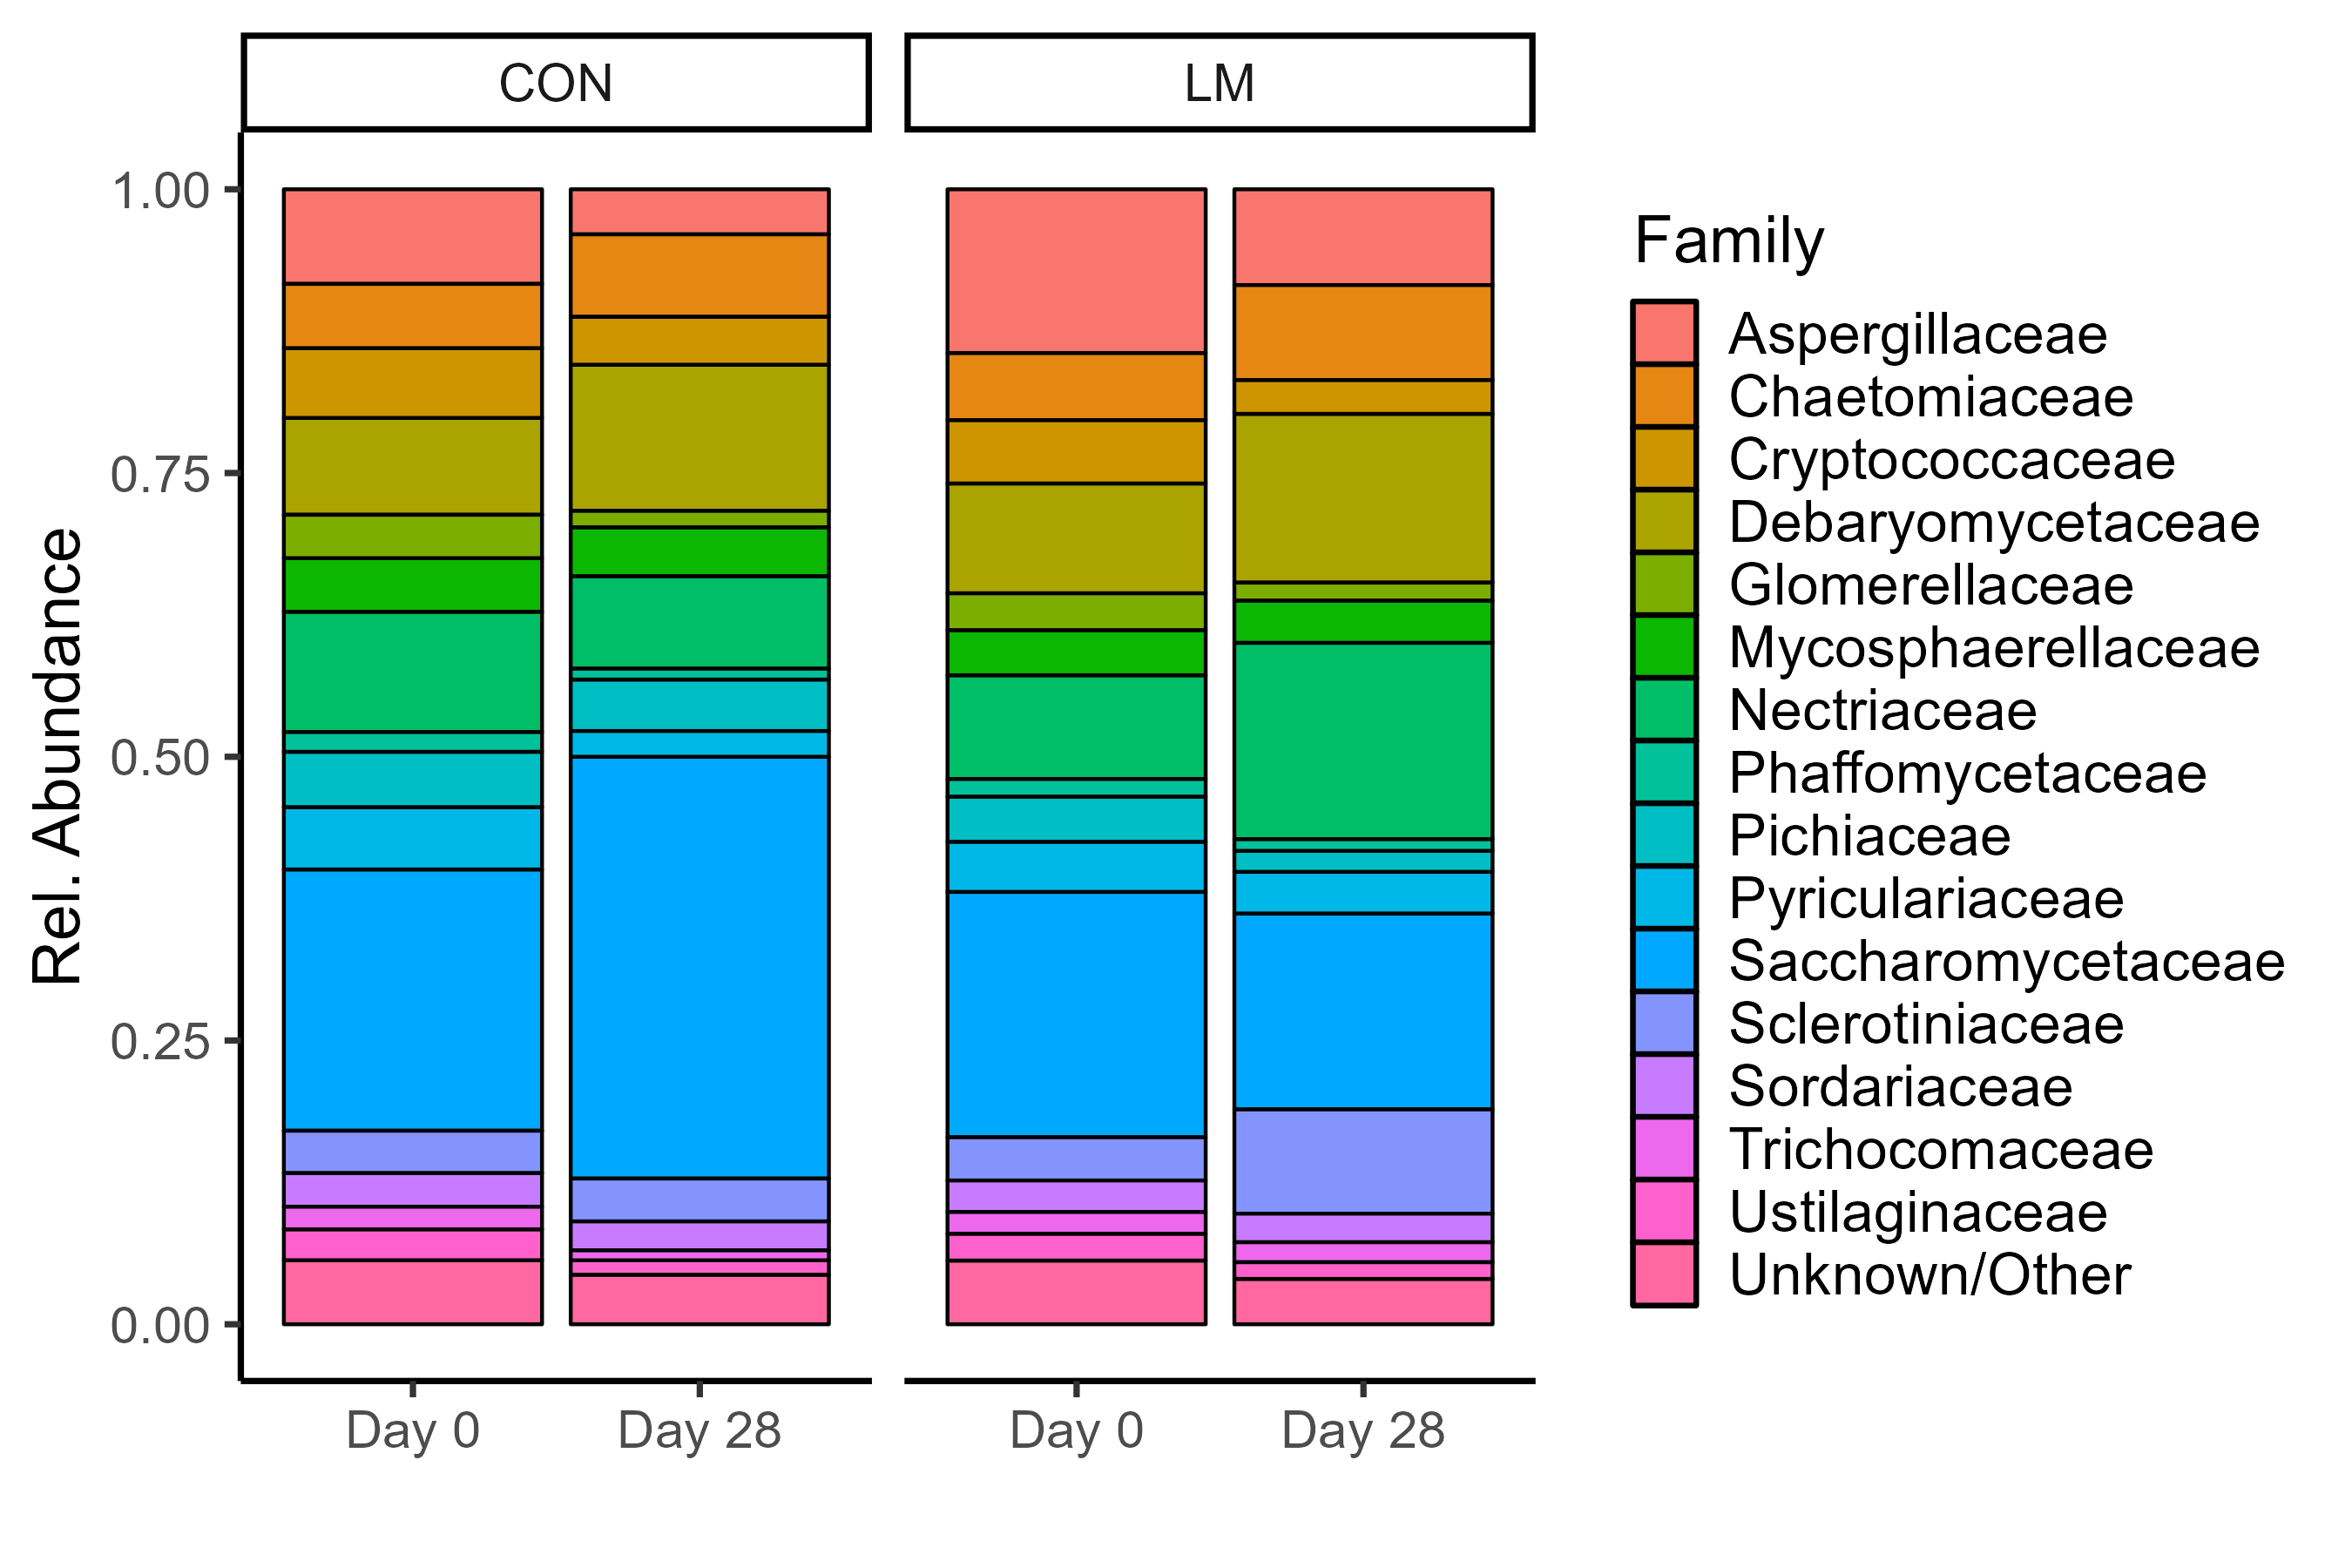 CON
LM
1.00
0.75
0.50
0.25
0.00
Rel. Abundance
Day 0
Day 28
Day 0
Day 28
Family
Aspergillaceae
Chaetomiaceae
Cryptococcaceae
Debaryomycetaceae
Glomerellaceae
Mycosphaerellaceae
Nectriaceae
Phaffomycetaceae
Pichiaceae
Pyriculariaceae
Saccharomycetaceae
Sclerotiniaceae
Sordariaceae
Trichocomaceae
Ustilaginaceae
Unknown/Other